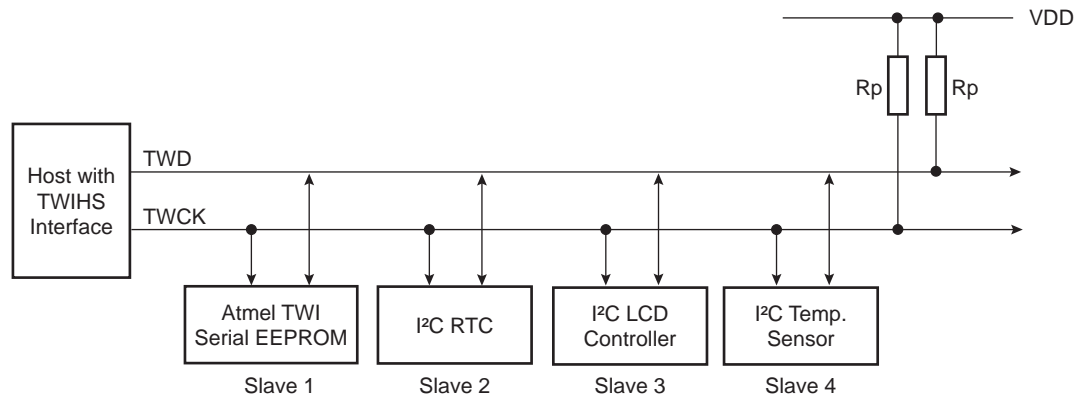 VDD
Rp
Rp
Host with
TWIHS
Interface
TWD
TWCK
Atmel TWI
Serial EEPROM
I²C RTC
I²C LCD
Controller
I²C Temp.
Sensor
Slave 1
Slave 2
Slave 3
Slave 4